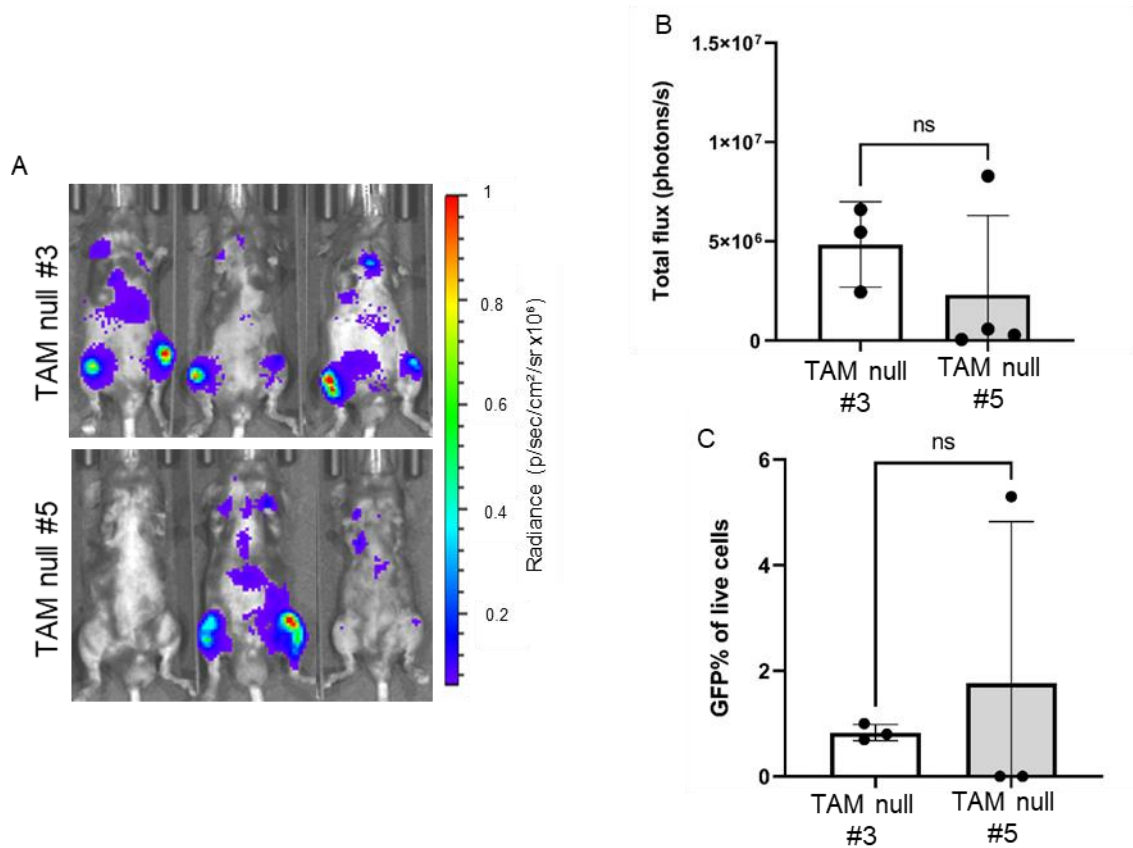 A
TAM null #3
TAM null #5
1
0.8
0.6
0.4
0.2
Radiance (p/sec/cm²/sr x10⁶)
B
Total flux (photons/s)
1.5×10⁷
1×10⁷
5×10⁶
0
ns
TAM null
#3
TAM null
#5
C
GFP% of live cells
6
4
2
0
ns
TAM null
#3
TAM null
#5